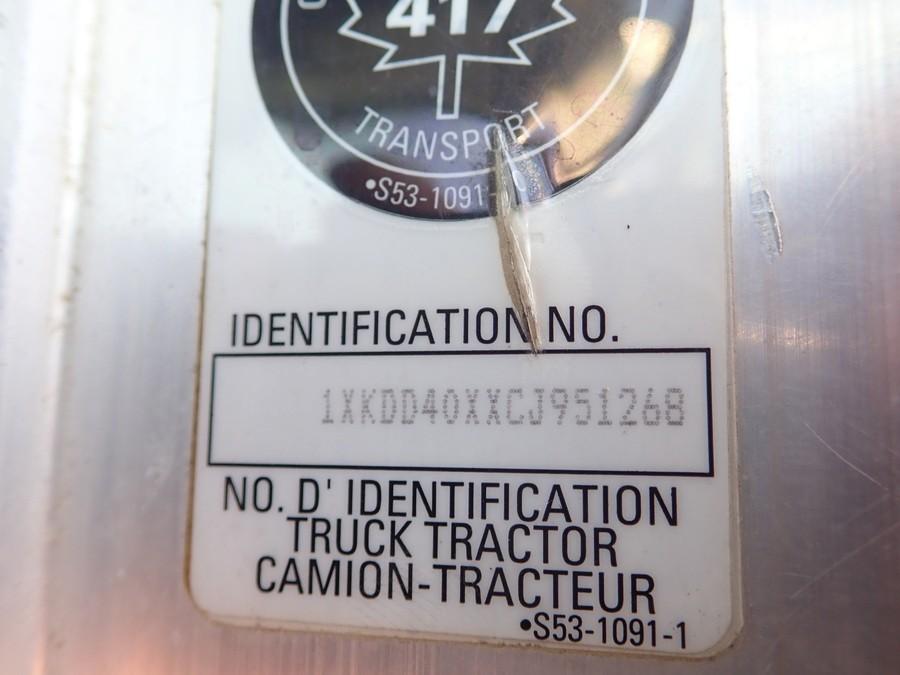 417
TRANSPORT
•S53-1091-
IDENTIFICATION NO.
1XKDD40XXCJ951268
NO. D' IDENTIFICATION
TRUCK TRACTOR
CAMION-TRACTEUR
•S53-1091-1